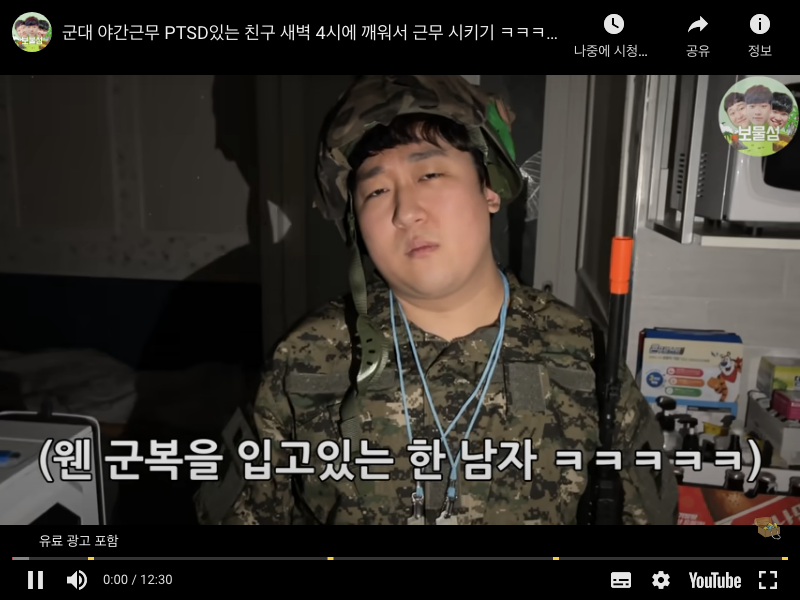 군대 야간근무 PTSD있는 친구 새벽 4시에 깨워서 근무 시키기 ㅋㅋㅋ...
나중에 시청...
공유
정보
보물섬
보물섬
(웬 군복을 입고있는 한 남자 ㅋㅋㅋㅋㅋ)
유료 광고 포함
0:00 / 12:30
YouTube